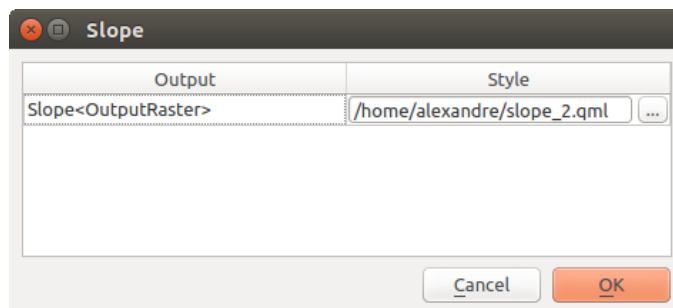 Slope
Output Style
Slope<OutputRaster> /home/alexandre/slope_2.qml ...
Cancel OK